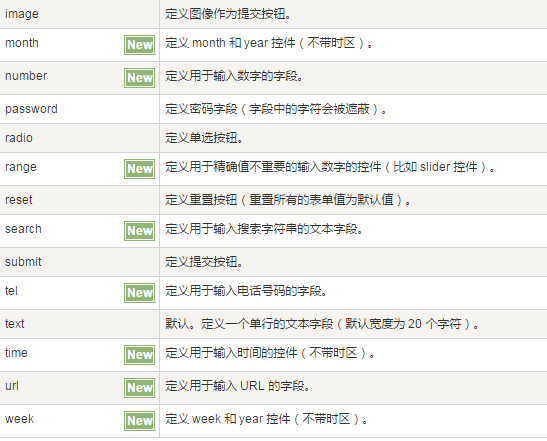 image 定义图像作为提交按钮。
month New 定义 month 和 year 控件（不带时区）。
number New 定义用于输入数字的字段。
password 定义密码字段（字段中的字符会被遮蔽）。
radio 定义单选按钮。
range New 定义用于精确值不重要的输入数字的控件（比如 slider 控件）。
reset 定义重置按钮（重置所有的表单值为默认值）。
search New 定义用于输入搜索字符串的文本字段。
submit 定义提交按钮。
tel New 定义用于输入电话号码的字段。
text 默认。定义一个单行的文本字段（默认宽度为 20 个字符）。
time New 定义用于输入时间的控件（不带时区）。
url New 定义用于输入 URL 的字段。
week New 定义 week 和 year 控件（不带时区）。